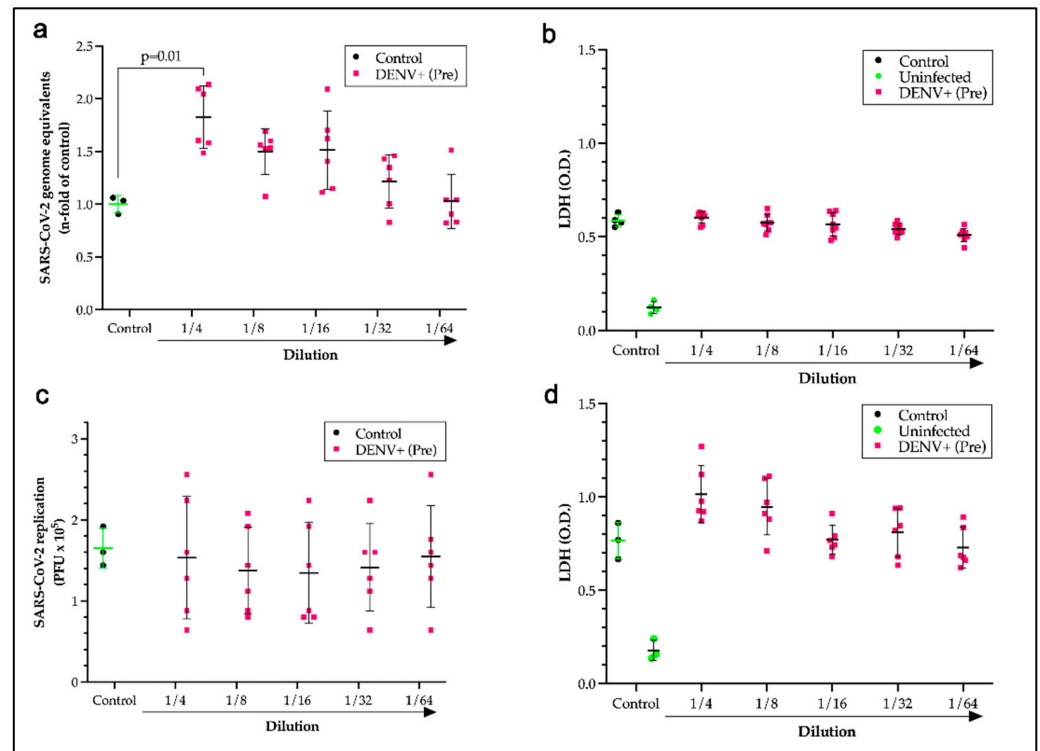 a
SARS-CoV-2 genome equivalents
(n-fold of control)
2.5
2.0
1.5
1.0
0.5
0.0
p=0.01
Control
DENV+ (Pre)
Control 1/4 1/8 1/16 1/32 1/64
Dilution
b
LDH (O.D.)
1.5
1.0
0.5
0.0
Control
Uninfected
DENV+ (Pre)
Control 1/4 1/8 1/16 1/32 1/64
Dilution
c
SARS-CoV-2 replication
(PFU x 10⁵)
3
2
1
0
Control
DENV+ (Pre)
Control 1/4 1/8 1/16 1/32 1/64
Dilution
d
LDH (O.D.)
1.5
1.0
0.5
0.0
Control
Uninfected
DENV+ (Pre)
Control 1/4 1/8 1/16 1/32 1/64
Dilution